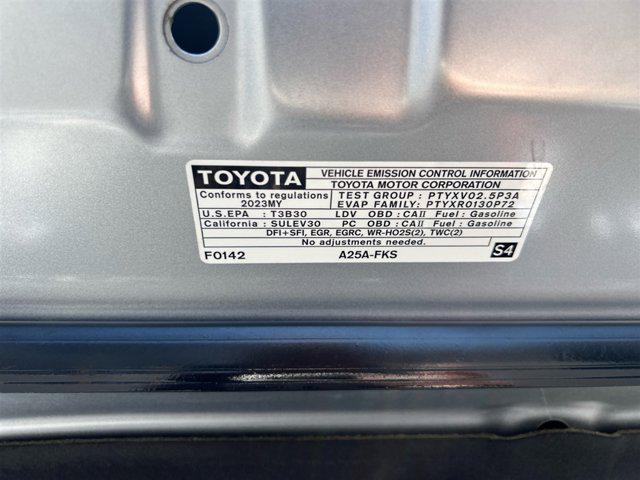 TOYOTA VEHICLE EMISSION CONTROL INFORMATION
TOYOTA MOTOR CORPORATION
Conforms to regulations TEST GROUP : PTYXV02.5P3A
2023MY EVAP FAMILY: PTYXR0130P72
U.S.EPA : T3B30 LDV OBD : CAII Fuel : Gasoline
California : SULEV30 PC OBD : CAII Fuel : Gasoline
DFI+SFI, EGR, EGRC, WR-HO2S(2), TWC(2)
No adjustments needed.
F0142 A25A-FKS S4